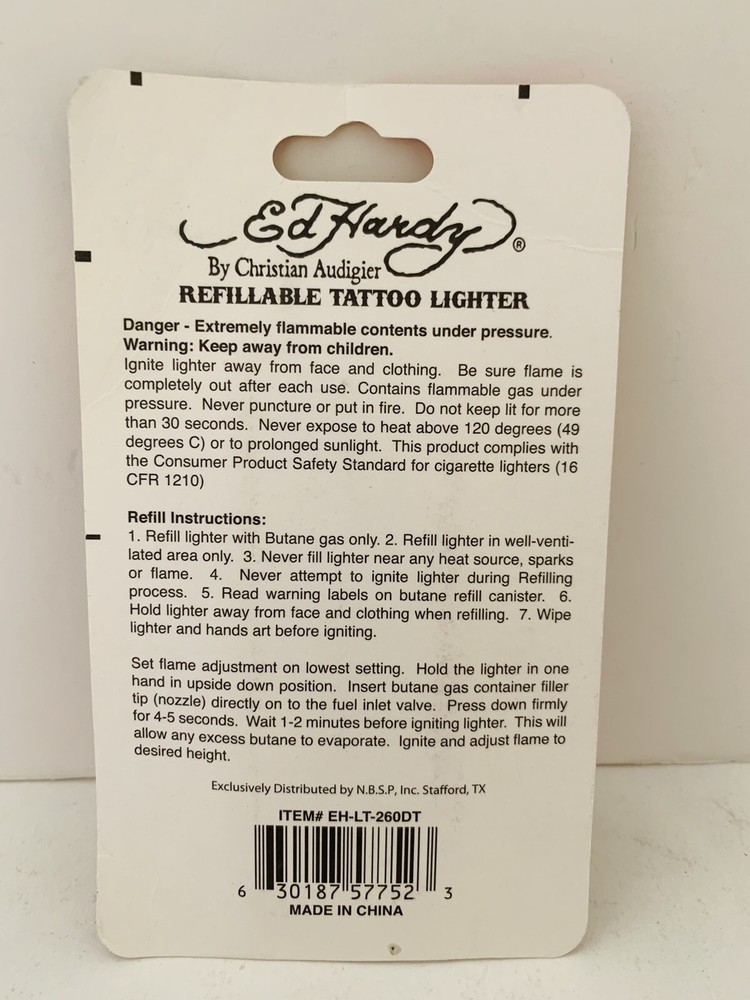 Ed Hardy ®
By Christian Audigier
REFILLABLE TATTOO LIGHTER
Danger - Extremely flammable contents under pressure.
Warning: Keep away from children.
Ignite lighter away from face and clothing. Be sure flame is
completely out after each use. Contains flammable gas under
pressure. Never puncture or put in fire. Do not keep lit for more
than 30 seconds. Never expose to heat above 120 degrees (49
degrees C) or to prolonged sunlight. This product complies with
the Consumer Product Safety Standard for cigarette lighters (16
CFR 1210)
Refill Instructions:
1. Refill lighter with Butane gas only. 2. Refill lighter in well-venti-
lated area only. 3. Never fill lighter near any heat source, sparks
or flame. 4. Never attempt to ignite lighter during Refilling
process. 5. Read warning labels on butane refill canister. 6.
Hold lighter away from face and clothing when refilling. 7. Wipe
lighter and hands art before igniting.
Set flame adjustment on lowest setting. Hold the lighter in one
hand in upside down position. Insert butane gas container filler
tip (nozzle) directly on to the fuel inlet valve. Press down firmly
for 4-5 seconds. Wait 1-2 minutes before igniting lighter. This will
allow any excess butane to evaporate. Ignite and adjust flame to
desired height.
Exclusively Distributed by N.B.S.P, Inc. Stafford, TX
ITEM# EH-LT-260DT
6 30187 57752 3
MADE IN CHINA